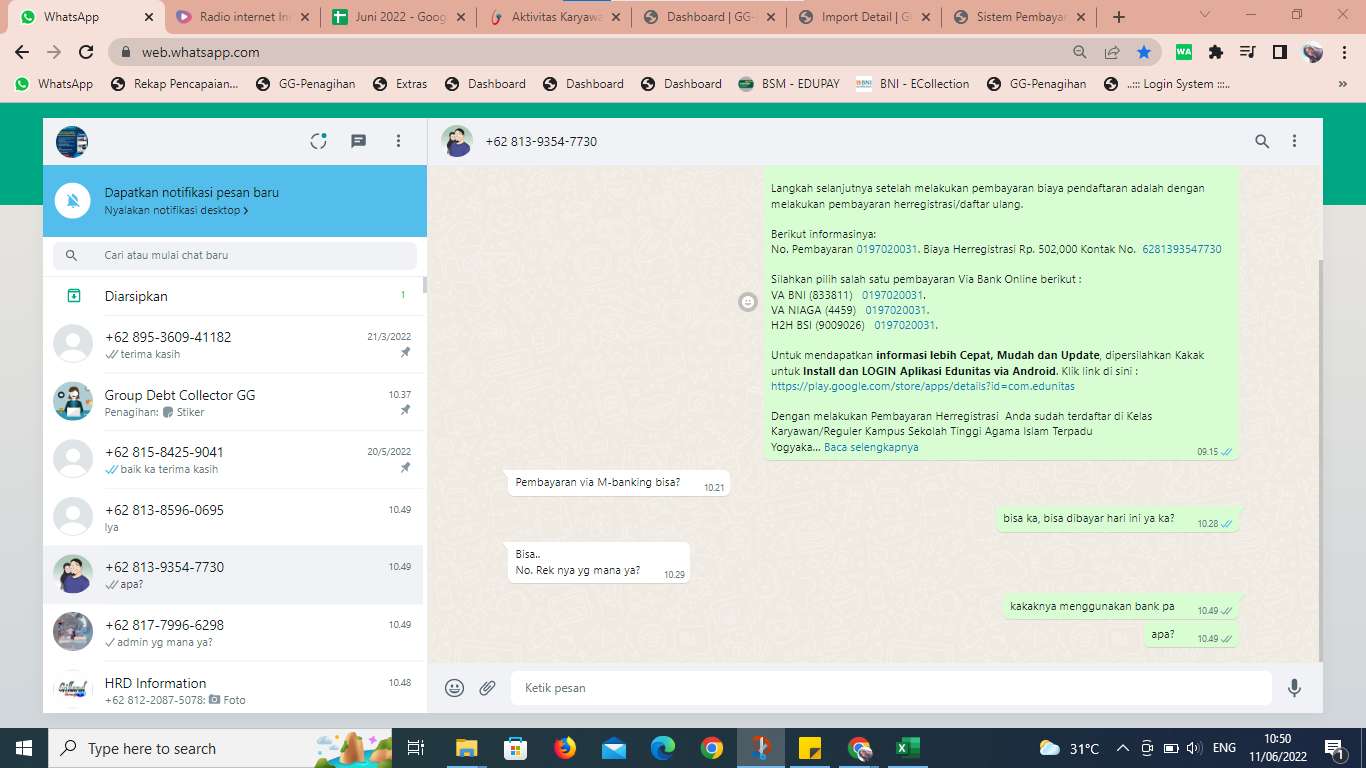 WhatsApp
Radio internet In
Juni 2022 - Goog
Aktivitas Karyawa
Dashboard | GG-
Import Detail | G
Sistem Pembayar
web.whatsapp.com
WA
WhatsApp
Rekap Pencapaian...
GG-Penagihan
Extras
Dashboard
Dashboard
Dashboard
BSM - EDUPAY
BNI - ECollection
GG-Penagihan
..::: Login System :::..
»
+62 813-9354-7730
Dapatkan notifikasi pesan baru
Nyalakan notifikasi desktop >
Cari atau mulai chat baru
Diarsipkan 1
+62 895-3609-41182 21/3/2022
terima kasih
Group Debt Collector GG 10.37
Penagihan: Stiker
+62 815-8425-9041 20/5/2022
baik ka terima kasih
+62 813-8596-0695 10.49
Iya
+62 813-9354-7730 10.49
apa?
+62 817-7996-6298 10.49
admin yg mana ya?
HRD Information 10.48
+62 812-2087-5078: Foto
Langkah selanjutnya setelah melakukan pembayaran biaya pendaftaran adalah dengan
melakukan pembayaran herregistrasi/daftar ulang.
Berikut informasinya:
No. Pembayaran 0197020031. Biaya Herregistrasi Rp. 502,000 Kontak No. 6281393547730
Silahkan pilih salah satu pembayaran Via Bank Online berikut :
VA BNI (833811) 0197020031.
VA NIAGA (4459) 0197020031.
H2H BSI (9009026) 0197020031.
Untuk mendapatkan informasi lebih Cepat, Mudah dan Update, dipersilahkan Kakak
untuk Install dan LOGIN Aplikasi Edunitas via Android. Klik link di sini :
https://play.google.com/store/apps/details?id=com.edunitas
Dengan melakukan Pembayaran Herregistrasi Anda sudah terdaftar di Kelas
Karyawan/Reguler Kampus Sekolah Tinggi Agama Islam Terpadu
Yogyaka... Baca selengkapnya
09.15
Pembayaran via M-banking bisa? 10.21
bisa ka, bisa dibayar hari ini ya ka? 10.28
Bisa..
No. Rek nya yg mana ya? 10.29
kakaknya menggunakan bank pa 10.49
apa? 10.49
Ketik pesan
Type here to search
31°C
ENG
10:50
11/06/2022
1